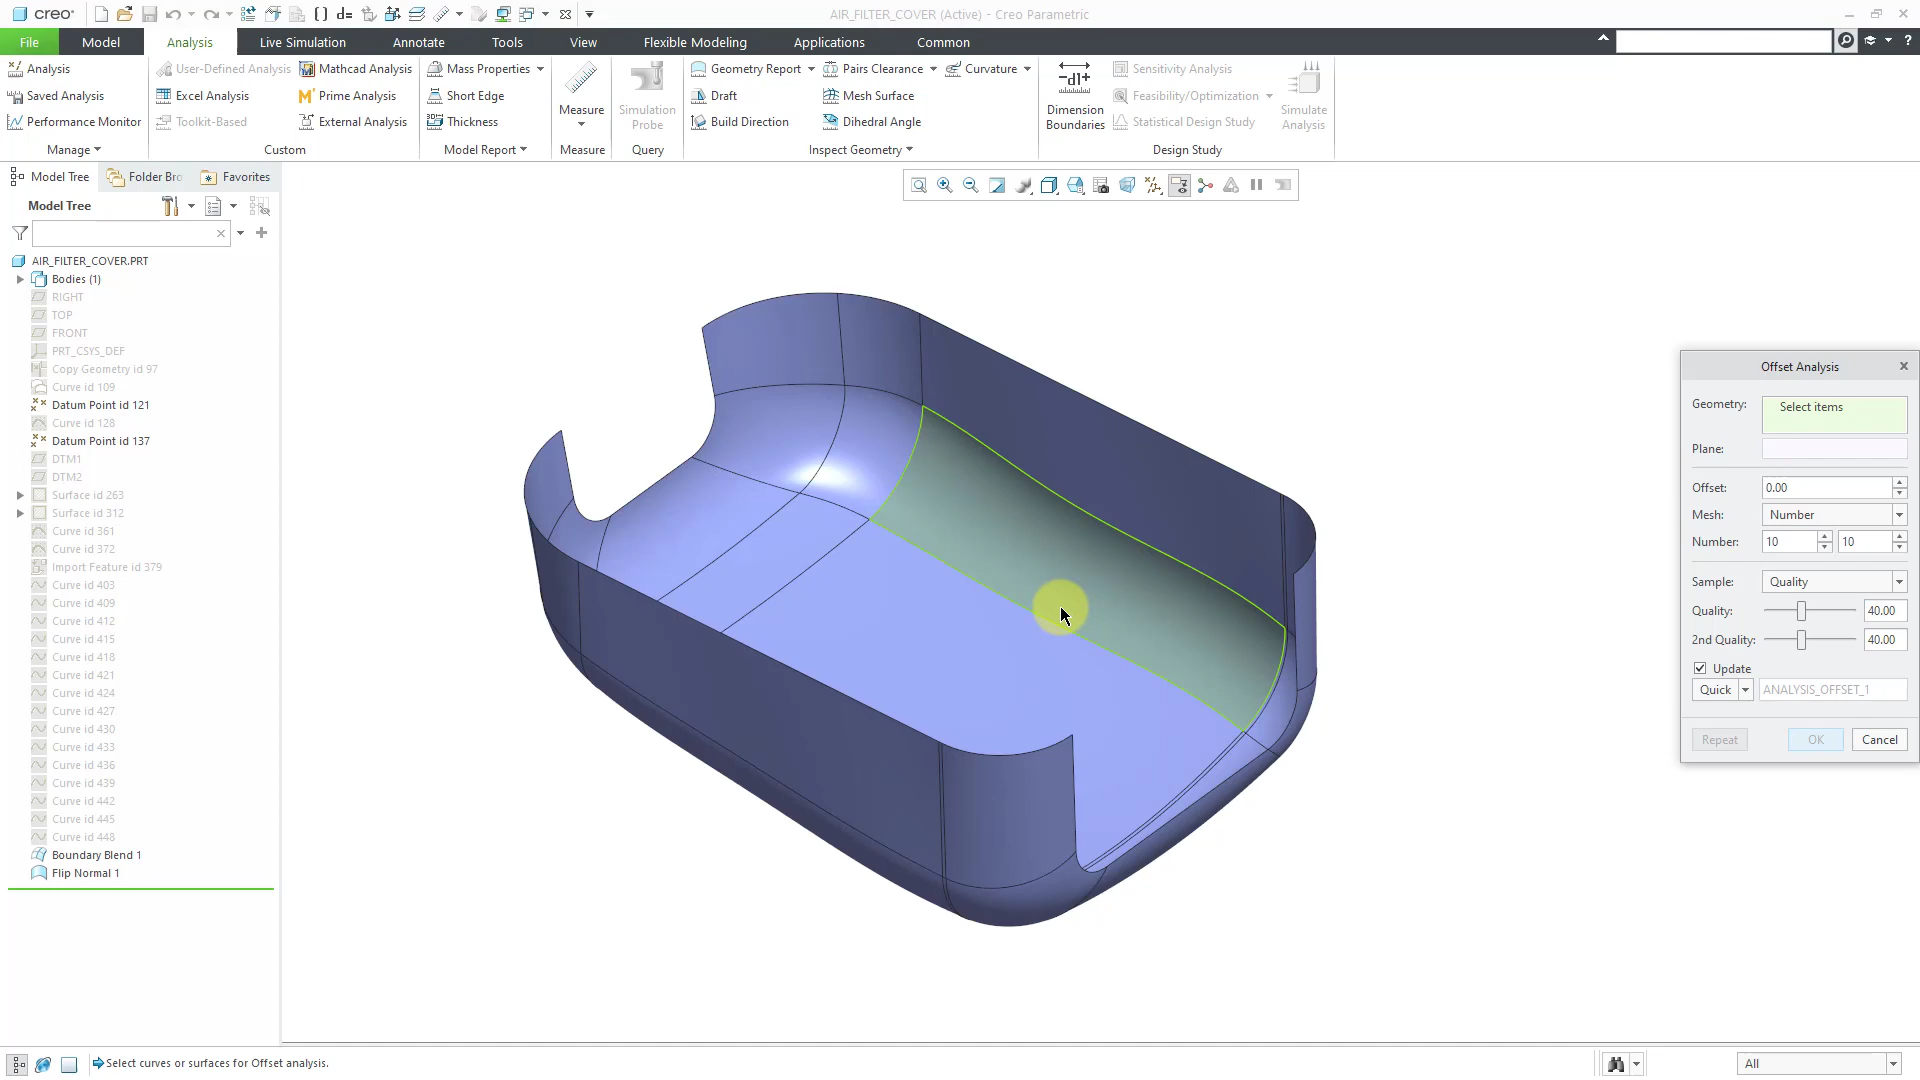 creo
d=
AIR_FILTER_COVER (Active) - Creo Parametric
File
Model
Analysis
Live Simulation
Annotate
Tools
View
Flexible Modeling
Applications
Common
Analysis
Saved Analysis
Performance Monitor
Manage
User-Defined Analysis
Excel Analysis
Toolkit-Based
Mathcad Analysis
Prime Analysis
External Analysis
Custom
Mass Properties
Short Edge
Thickness
Model Report
Measure
Measure
Simulation
Probe
Query
Geometry Report
Draft
Build Direction
Pairs Clearance
Mesh Surface
Dihedral Angle
Curvature
Inspect Geometry
Dimension
Boundaries
Sensitivity Analysis
Feasibility/Optimization
Statistical Design Study
Simulate
Analysis
Design Study
Model Tree
Folder Bro
Favorites
Model Tree
AIR_FILTER_COVER.PRT
Bodies (1)
RIGHT
TOP
FRONT
PRT_CSYS_DEF
Copy Geometry id 97
Curve id 109
Datum Point id 121
Curve id 128
Datum Point id 137
DTM1
DTM2
Surface id 263
Surface id 312
Curve id 361
Curve id 372
Import Feature id 379
Curve id 403
Curve id 409
Curve id 412
Curve id 415
Curve id 418
Curve id 421
Curve id 424
Curve id 427
Curve id 430
Curve id 433
Curve id 436
Curve id 439
Curve id 442
Curve id 445
Curve id 448
Boundary Blend 1
Flip Normal 1
Offset Analysis
Geometry: Select items
Plane:
Offset: 0.00
Mesh: Number
Number: 10 10
Sample: Quality
Quality: 40.00
2nd Quality: 40.00
Update
Quick ANALYSIS_OFFSET_1
Repeat OK Cancel
Select curves or surfaces for Offset analysis.
All